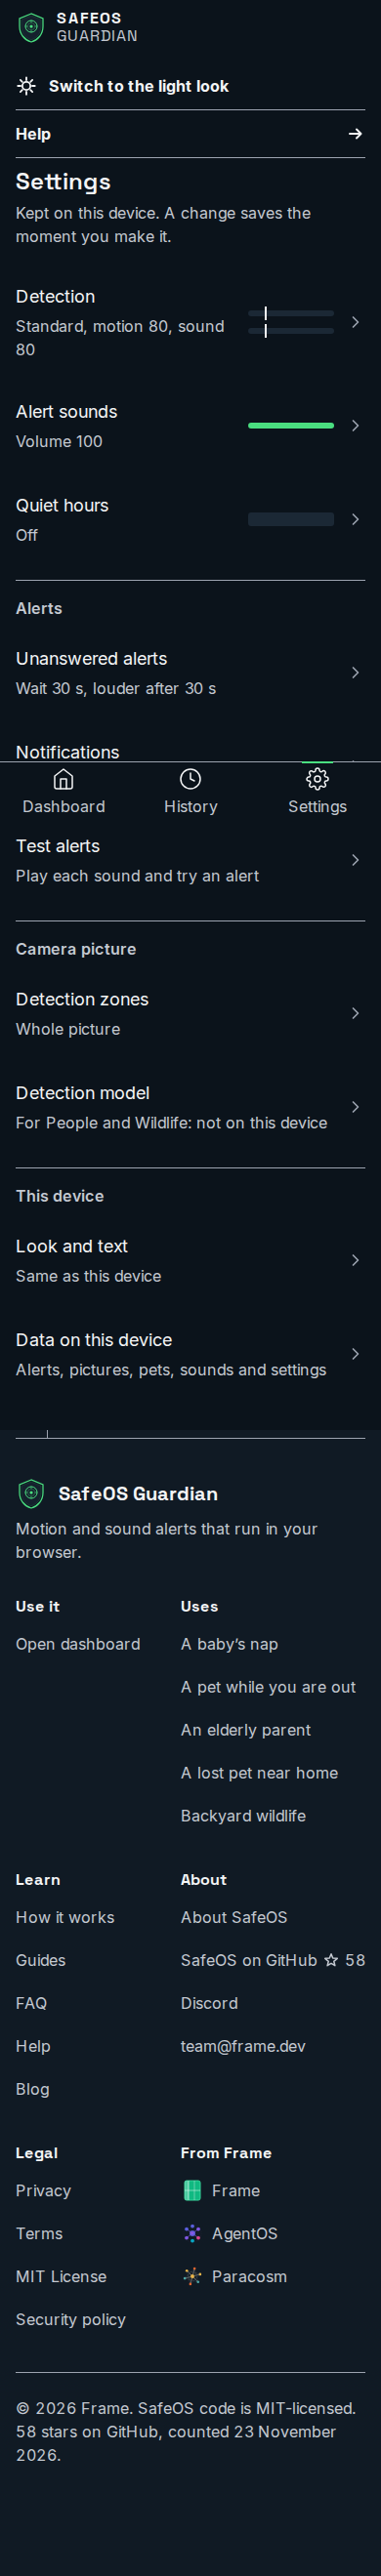 SAFEOS
GUARDIAN
Switch to the light look
Help
Settings
Kept on this device. A change saves the
moment you make it.
Detection
Standard, motion 80, sound
80
Alert sounds
Volume 100
Quiet hours
Off
Alerts
Unanswered alerts
Wait 30 s, louder after 30 s
Notifications
Dashboard
History
Settings
Test alerts
Play each sound and try an alert
Camera picture
Detection zones
Whole picture
Detection model
For People and Wildlife: not on this device
This device
Look and text
Same as this device
Data on this device
Alerts, pictures, pets, sounds and settings
SafeOS Guardian
Motion and sound alerts that run in your
browser.
Use it
Open dashboard
Uses
A baby’s nap
A pet while you are out
An elderly parent
A lost pet near home
Backyard wildlife
Learn
How it works
Guides
FAQ
Help
Blog
About
About SafeOS
SafeOS on GitHub ☆ 58
Discord
team@frame.dev
Legal
Privacy
Terms
MIT License
Security policy
From Frame
Frame
AgentOS
Paracosm
© 2026 Frame. SafeOS code is MIT-licensed.
58 stars on GitHub, counted 23 November
2026.